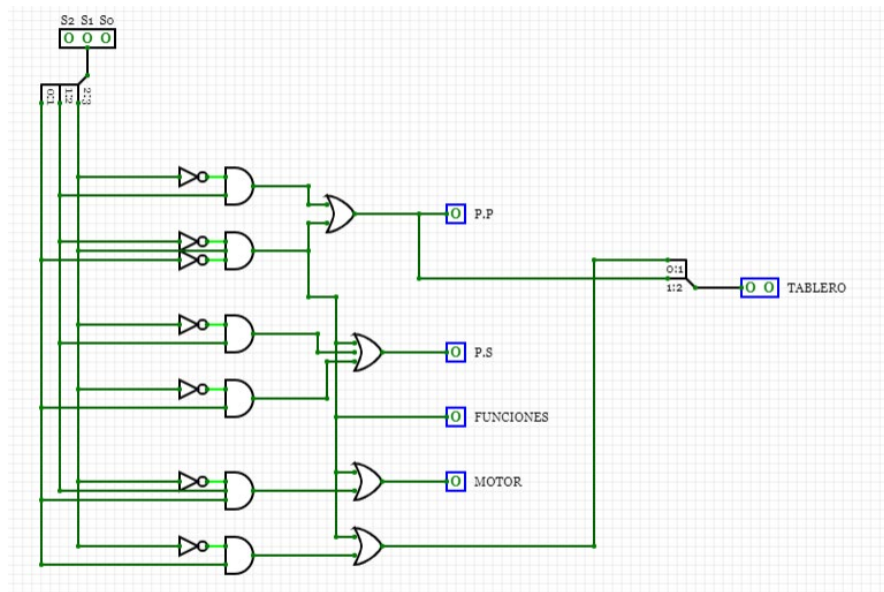 S2 S1 S0
0 0 0
0:1 1:2 2:3
0 P.P
0:1
1:2
0 0 TABLERO
0 P.S
0 FUNCIONES
0 MOTOR